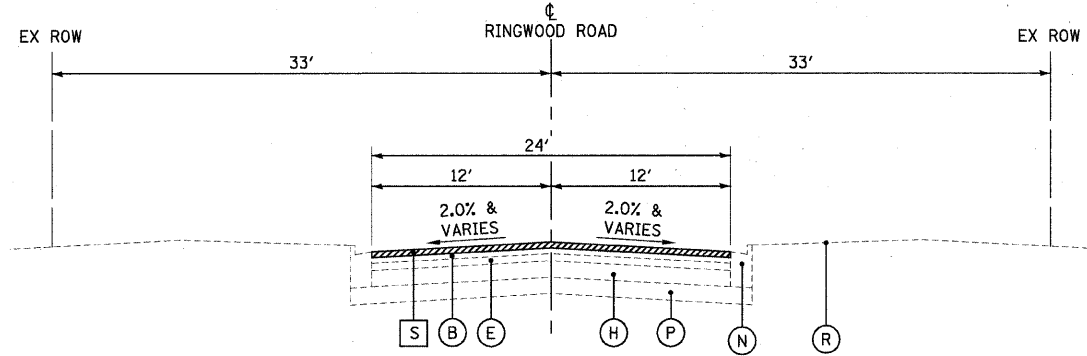 ℄
RINGWOOD ROAD
EX ROW
EX ROW
33'
33'
24'
12'
12'
2.0% &
VARIES
2.0% &
VARIES
S
B
E
H
P
N
R